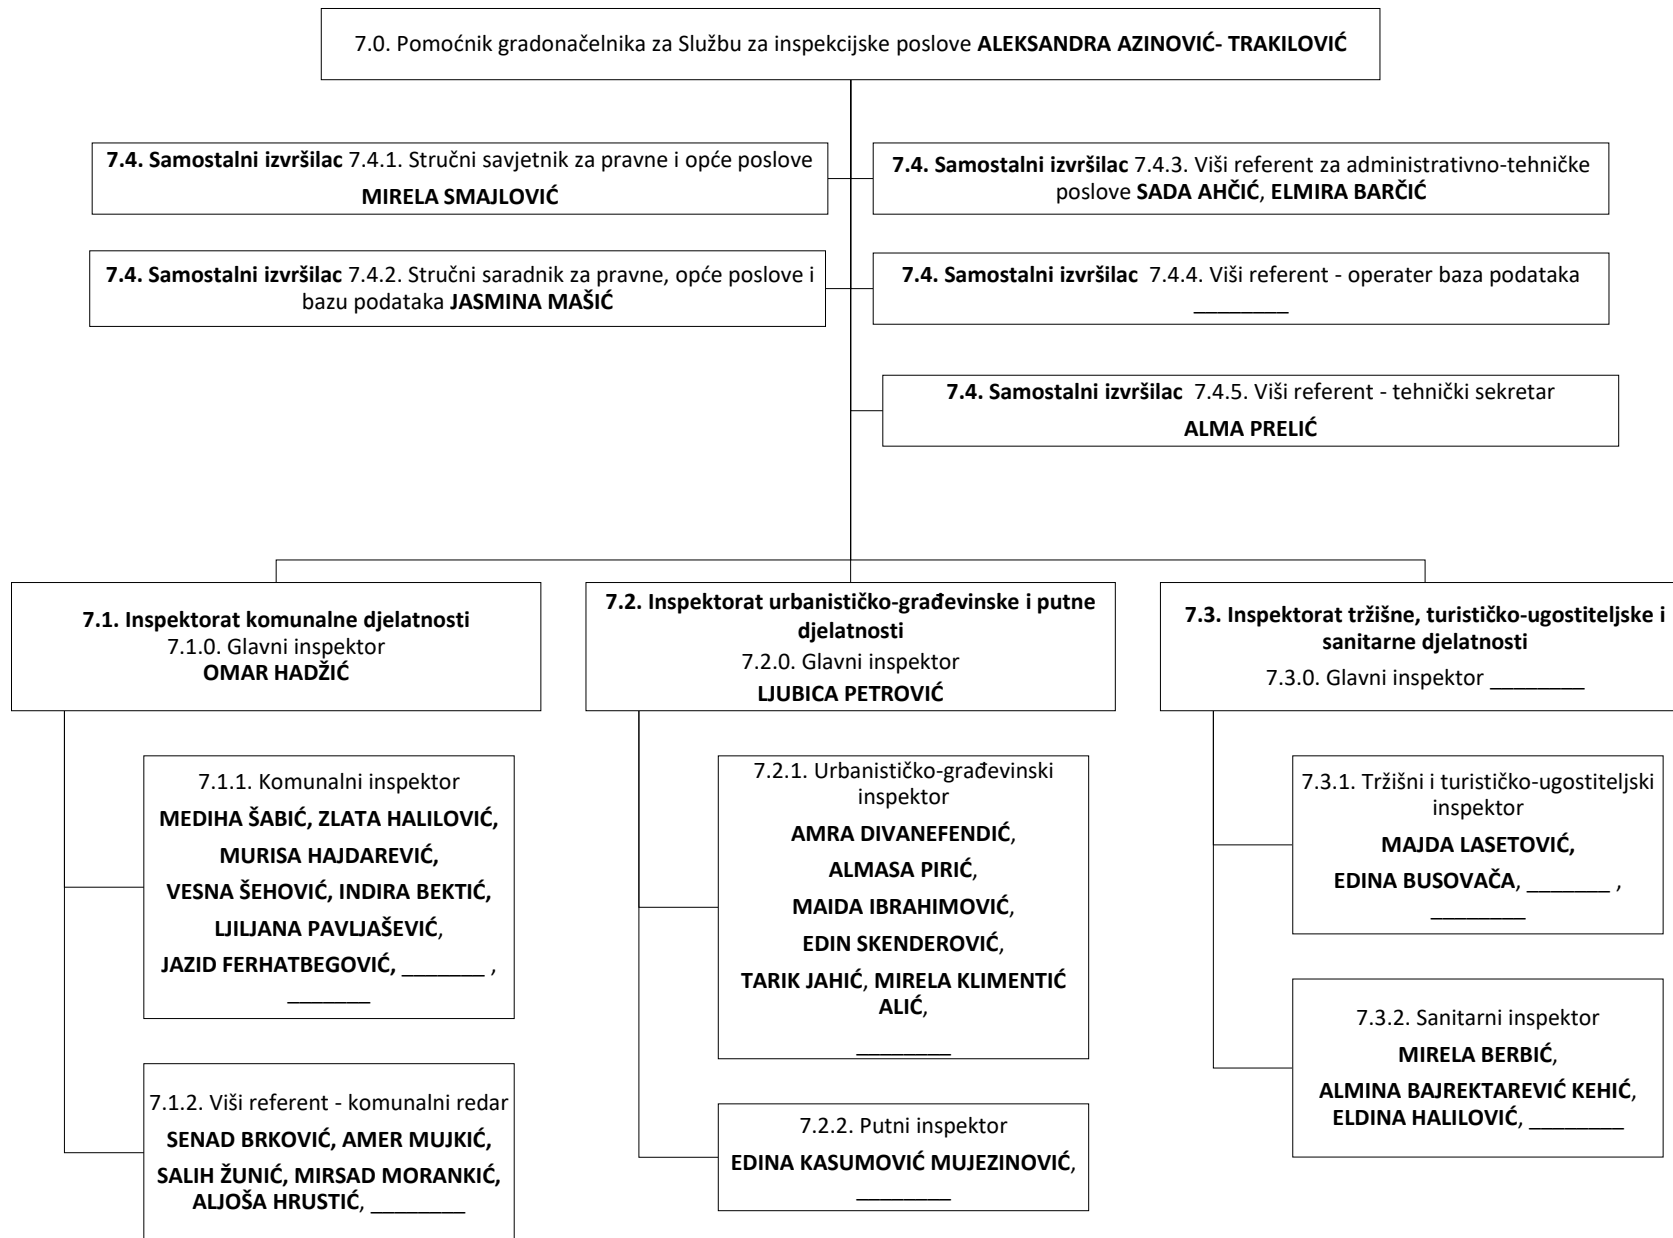 7.0. Pomoćnik gradonačelnika za Službu za inspekcijske poslove ALEKSANDRA AZINOVIĆ- TRAKILOVIĆ
7.4. Samostalni izvršilac 7.4.1. Stručni savjetnik za pravne i opće poslove
MIRELA SMAJLOVIĆ
7.4. Samostalni izvršilac 7.4.3. Viši referent za administrativno-tehničke
poslove SADA AHČIĆ, ELMIRA BARČIĆ
7.4. Samostalni izvršilac 7.4.2. Stručni saradnik za pravne, opće poslove i
bazu podataka JASMINA MAŠIĆ
7.4. Samostalni izvršilac 7.4.4. Viši referent - operater baza podataka
________
7.4. Samostalni izvršilac 7.4.5. Viši referent - tehnički sekretar
ALMA PRELIĆ
7.1. Inspektorat komunalne djelatnosti
7.1.0. Glavni inspektor
OMAR HADŽIĆ
7.1.1. Komunalni inspektor
MEDIHA ŠABIĆ, ZLATA HALILOVIĆ,
MURISA HAJDAREVIĆ,
VESNA ŠEHOVIĆ, INDIRA BEKTIĆ,
LJILJANA PAVLJAŠEVIĆ,
JAZID FERHATBEGOVIĆ, _______ ,
_______
7.1.2. Viši referent - komunalni redar
SENAD BRKOVIĆ, AMER MUJKIĆ,
SALIH ŽUNIĆ, MIRSAD MORANKIĆ,
ALJOŠA HRUSTIĆ, ________
7.2. Inspektorat urbanističko-građevinske i putne
djelatnosti
7.2.0. Glavni inspektor
LJUBICA PETROVIĆ
7.2.1. Urbanističko-građevinski
inspektor
AMRA DIVANEFENDIĆ,
ALMASA PIRIĆ,
MAIDA IBRAHIMOVIĆ,
EDIN SKENDEROVIĆ,
TARIK JAHIĆ, MIRELA KLIMENTIĆ
ALIĆ,
________
7.2.2. Putni inspektor
EDINA KASUMOVIĆ MUJEZINOVIĆ,
________
7.3. Inspektorat tržišne, turističko-ugostiteljske i
sanitarne djelatnosti
7.3.0. Glavni inspektor ________
7.3.1. Tržišni i turističko-ugostiteljski
inspektor
MAJDA LASETOVIĆ,
EDINA BUSOVAČA, _______ ,
________
7.3.2. Sanitarni inspektor
MIRELA BERBIĆ,
ALMINA BAJREKTAREVIĆ KEHIĆ,
ELDINA HALILOVIĆ, ________